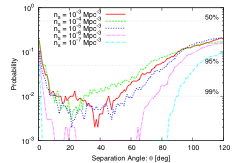 n_s = 10^-3 Mpc^-3
n_s = 10^-4 Mpc^-3
n_s = 10^-5 Mpc^-3
n_s = 10^-6 Mpc^-3
n_s = 10^-7 Mpc^-3
50%
95%
99%
10^0
10^-1
10^-2
10^-3
Probability
0 20 40 60 80 100 120
Separation Angle: θ [deg]